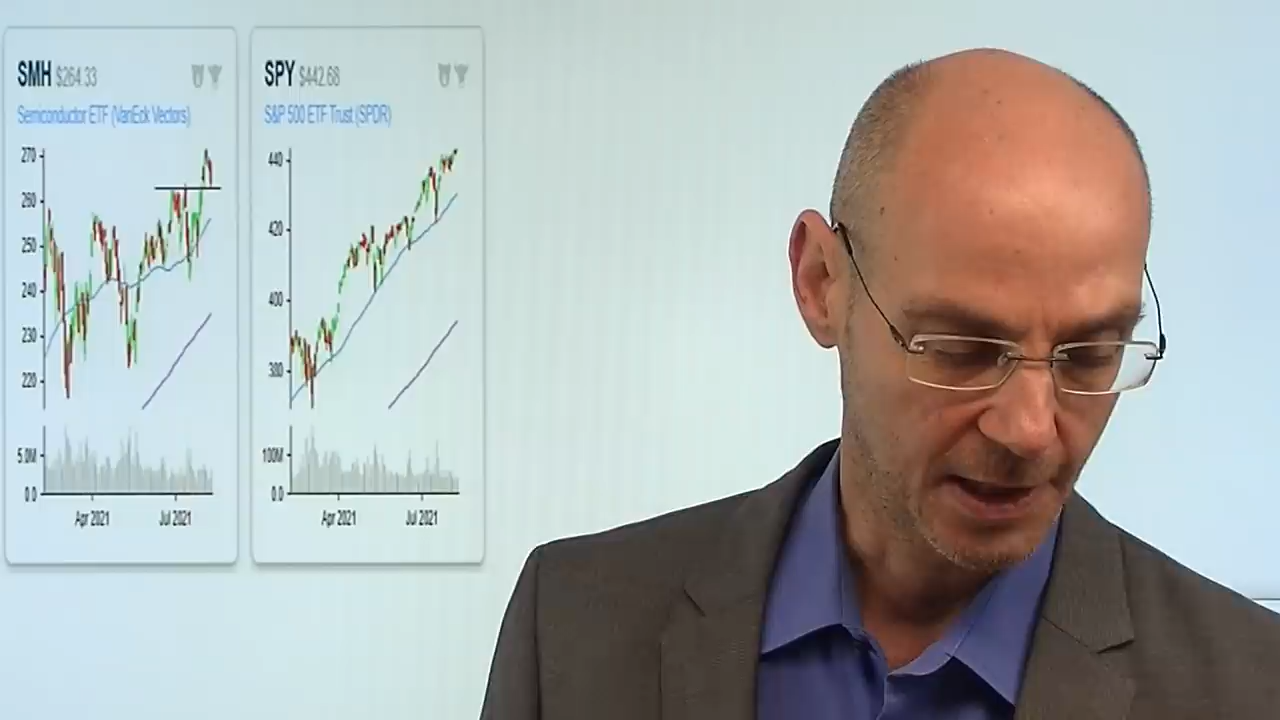 SMH $264.33
Semiconductor ETF (VanEck Vectors)
270
260
250
240
230
220
5.0M
0.0
Apr 2021
Jul 2021
SPY $442.68
S&P 500 ETF Trust (SPDR)
440
420
400
380
100M
0.0
Apr 2021
Jul 2021